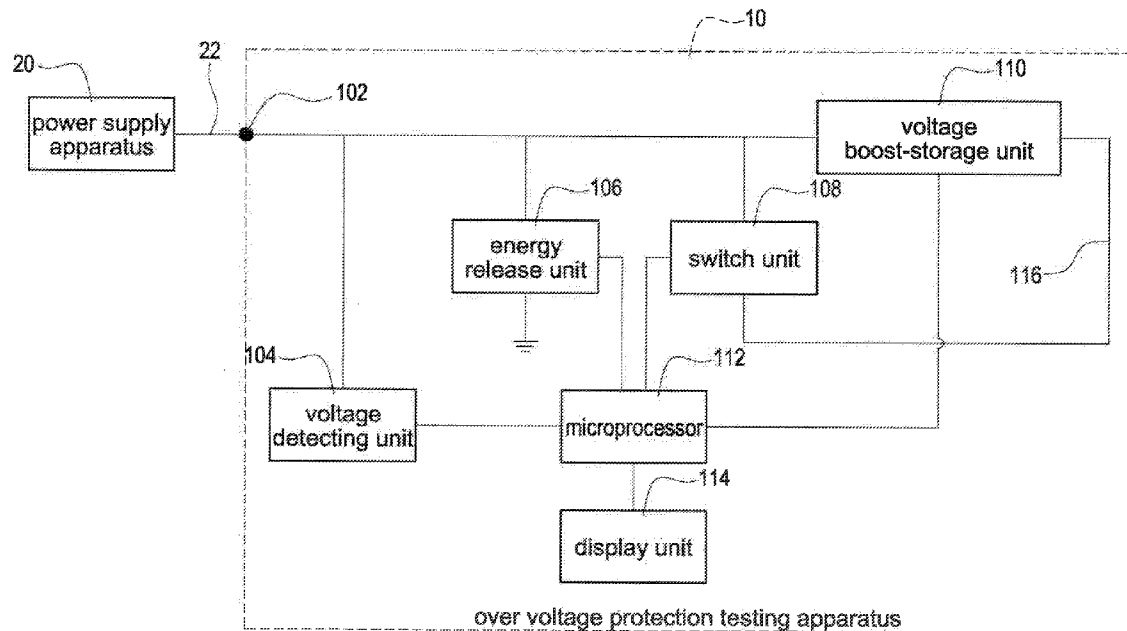 10
20
22
102
110
power supply
apparatus
voltage
boost-storage unit
106
108
energy
release unit
switch unit
116
104
112
voltage
detecting unit
microprocessor
114
display unit
over voltage protection testing apparatus